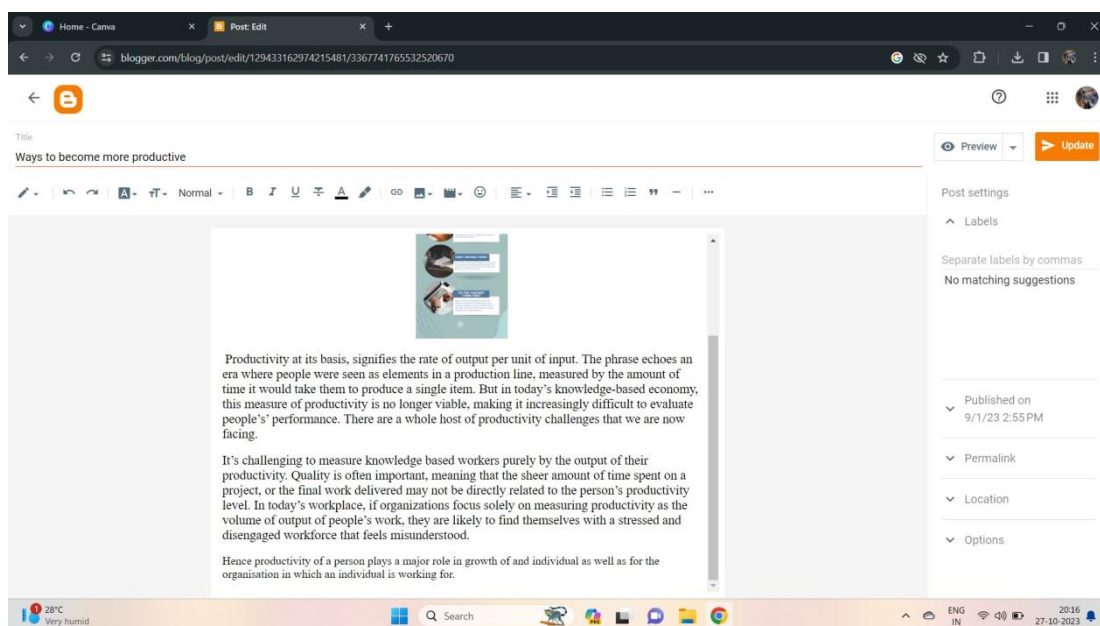 Home - Canva
Post: Edit
blogger.com/blog/post/edit/129433162974215481/3367741765532520670
Title
Ways to become more productive
Preview
Update
Normal
B I U A
Post settings
Labels
Separate labels by commas
No matching suggestions
Published on
9/1/23 2:55 PM
Permalink
Location
Options
Productivity at its basis, signifies the rate of output per unit of input. The phrase echoes an
era where people were seen as elements in a production line, measured by the amount of
time it would take them to produce a single item. But in today's knowledge-based economy,
this measure of productivity is no longer viable, making it increasingly difficult to evaluate
people's' performance. There are a whole host of productivity challenges that we are now
facing.
It's challenging to measure knowledge based workers purely by the output of their
productivity. Quality is often important, meaning that the sheer amount of time spent on a
project, or the final work delivered may not be directly related to the person's productivity
level. In today's workplace, if organizations focus solely on measuring productivity as the
volume of output of people's work, they are likely to find themselves with a stressed and
disengaged workforce that feels misunderstood.
Hence productivity of a person plays a major role in growth of and individual as well as for the
organisation in which an individual is working for.
1
28°C
Very humid
Search
ENG
IN
20:16
27-10-2023